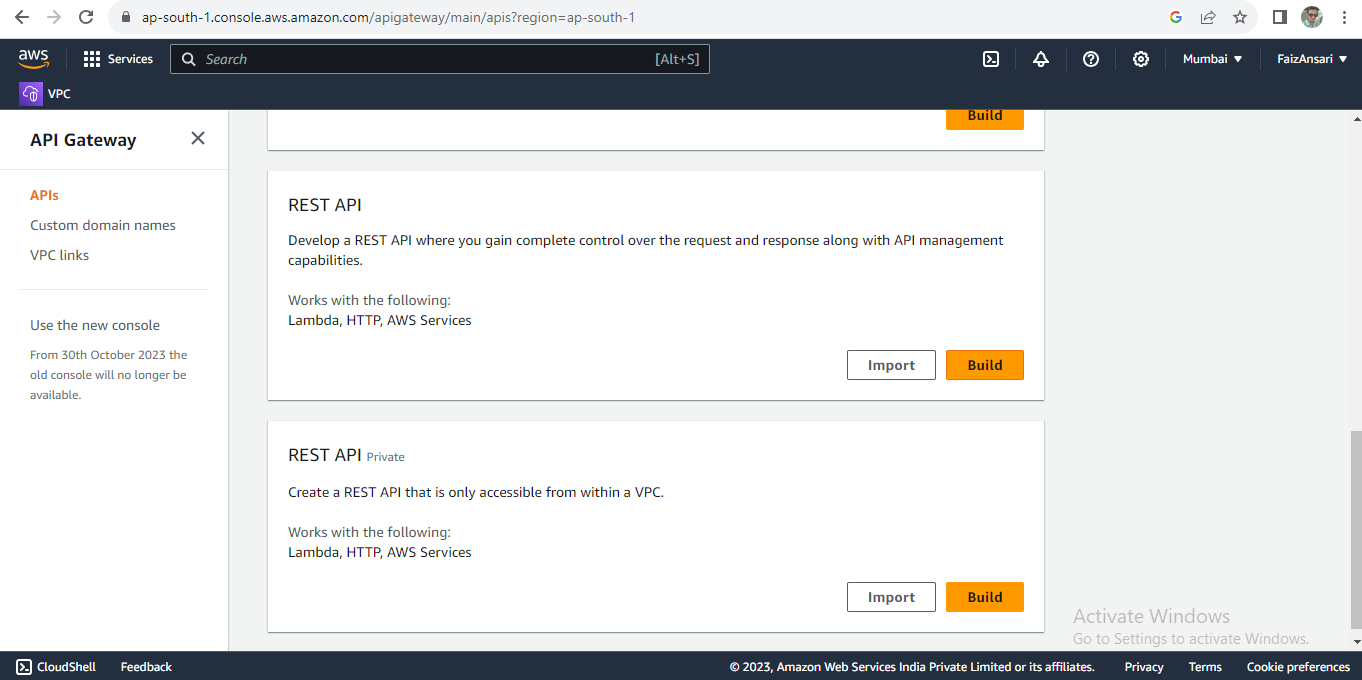 ap-south-1.console.aws.amazon.com/apigateway/main/apis?region=ap-south-1
aws
Services
Search
[Alt+S]
Mumbai
FaizAnsari
VPC
API Gateway
APIs
Custom domain names
VPC links
Use the new console
From 30th October 2023 the
old console will no longer be
available.
Build
REST API
Develop a REST API where you gain complete control over the request and response along with API management
capabilities.
Works with the following:
Lambda, HTTP, AWS Services
Import
Build
REST API Private
Create a REST API that is only accessible from within a VPC.
Works with the following:
Lambda, HTTP, AWS Services
Import
Build
Activate Windows
Go to Settings to activate Windows.
CloudShell
Feedback
© 2023, Amazon Web Services India Private Limited or its affiliates.
Privacy
Terms
Cookie preferences